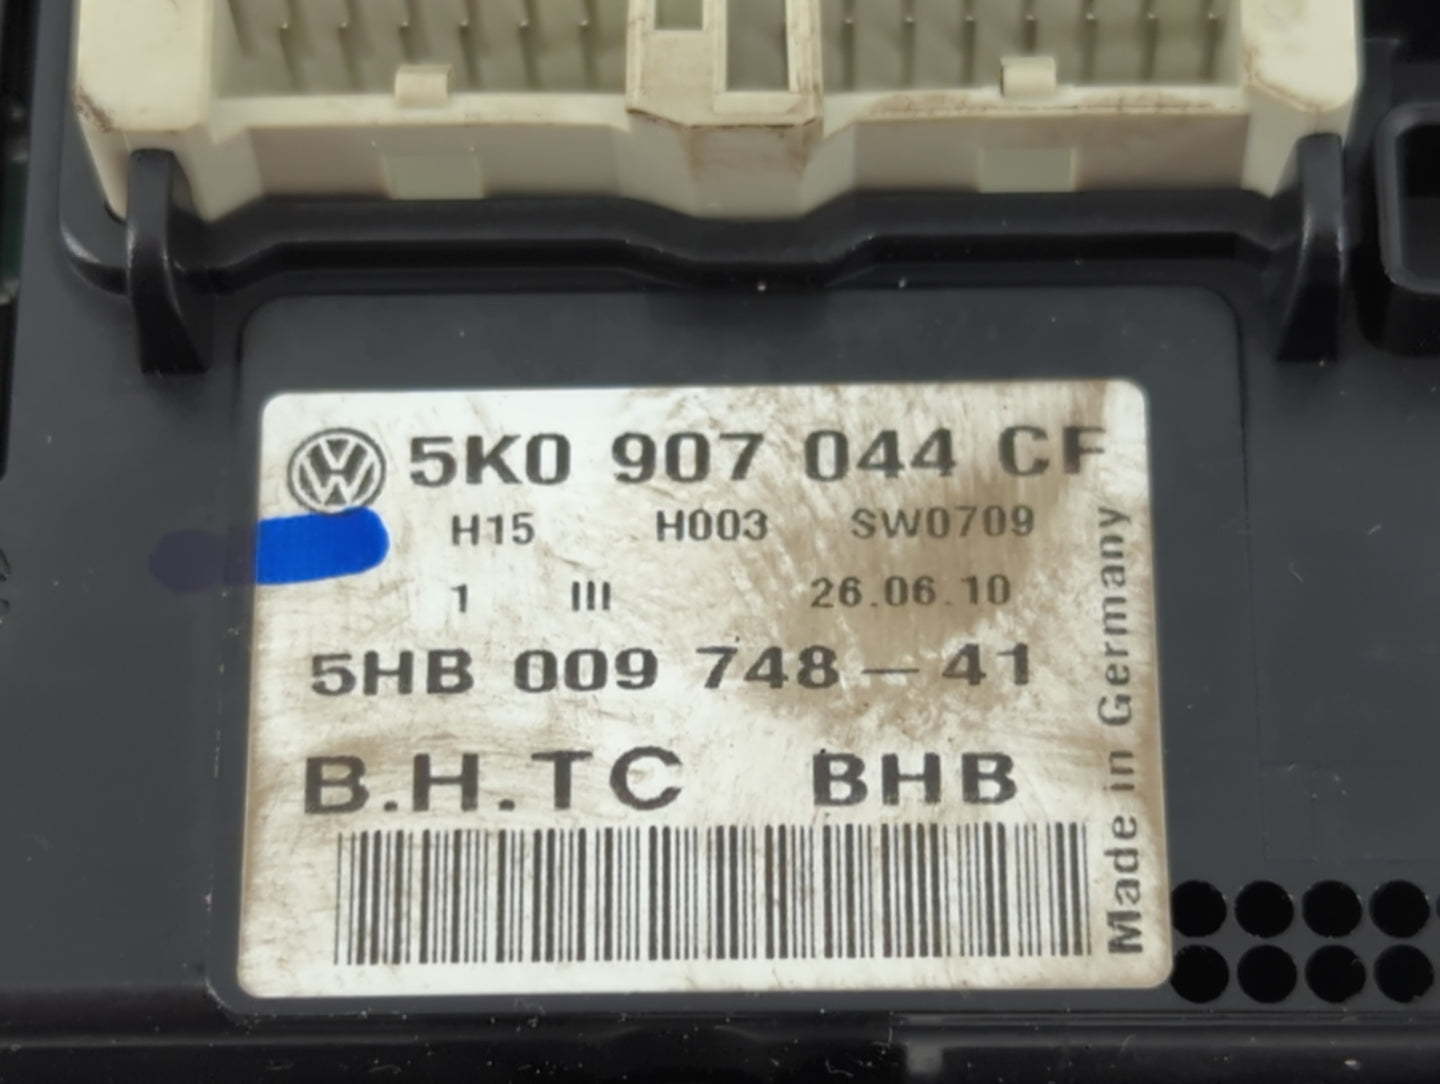 5K0 907 044 CF
H15 H003 SW0709
1 III 26.06.10
5HB 009 748-41
B.H.TC BHB
Made in Germany